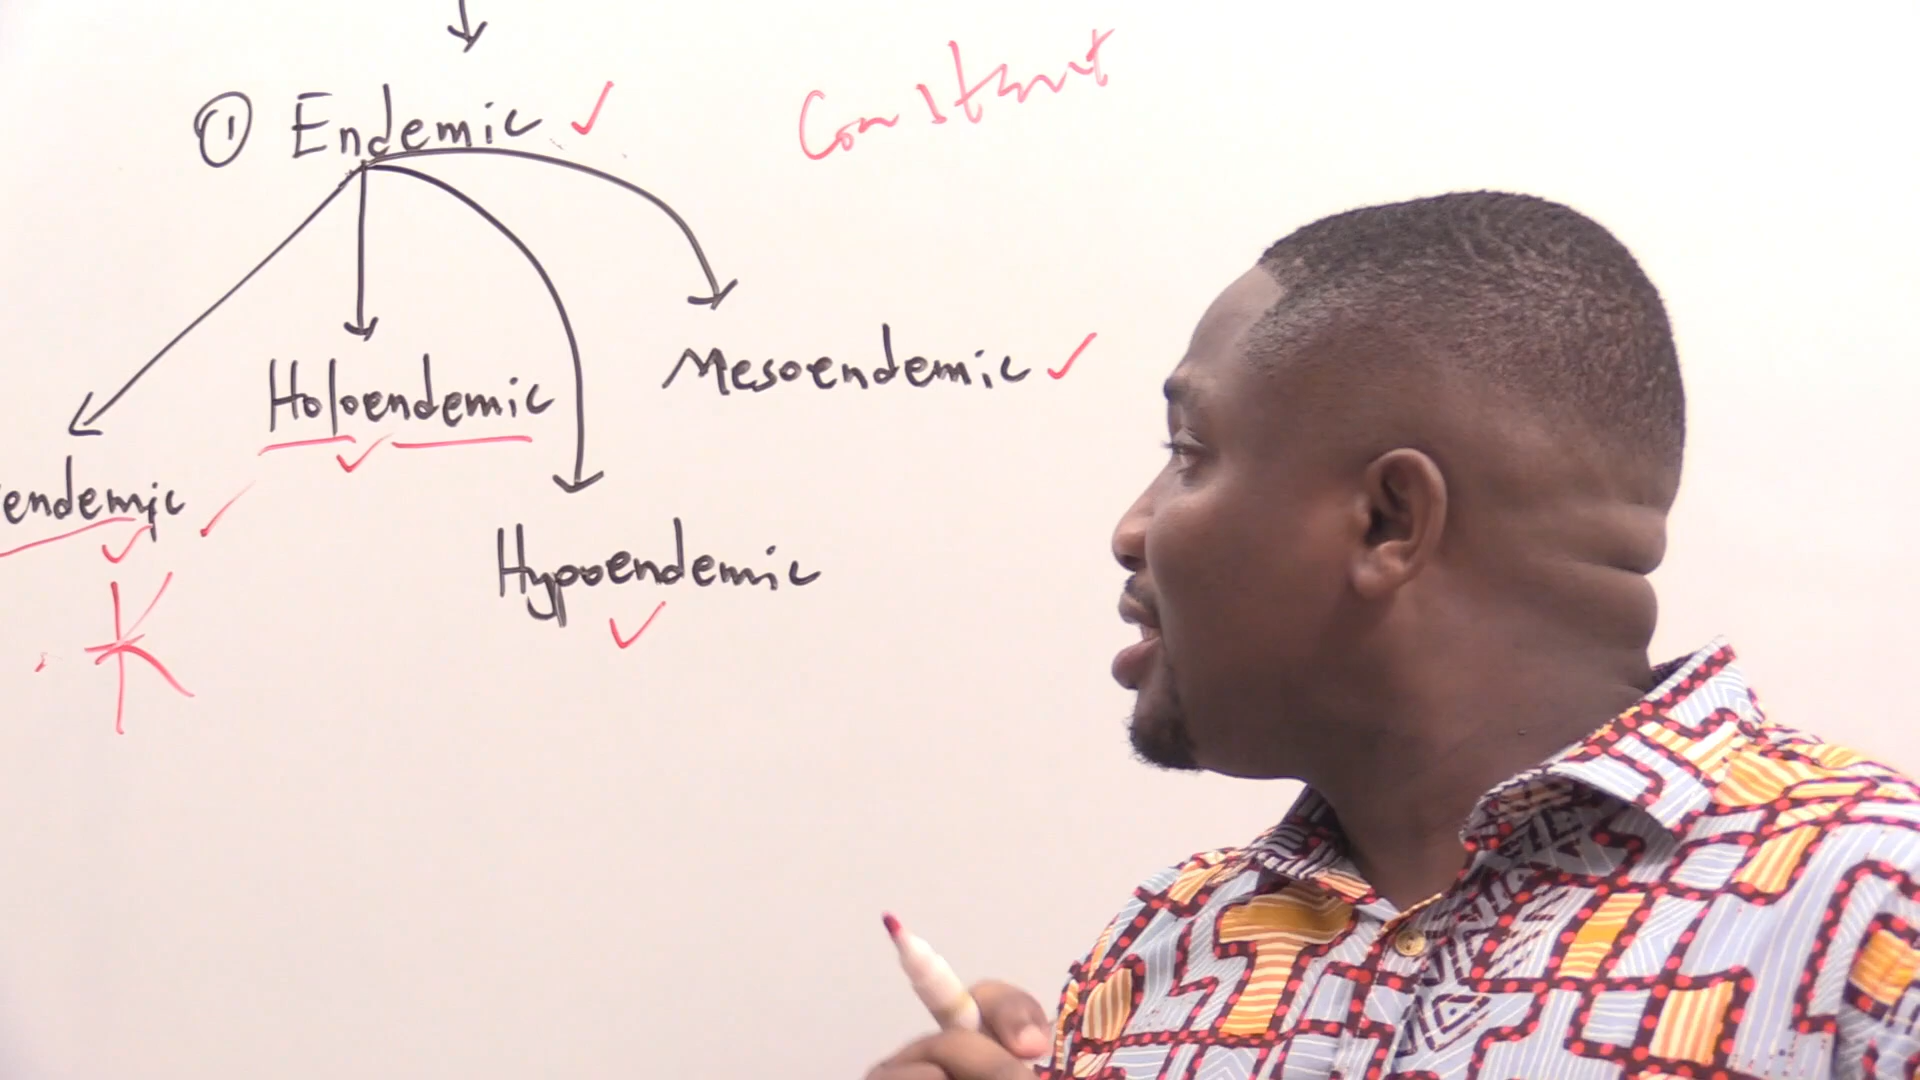 ① Endemic ✓
Constant
Mesoendemic ✓
Holoendemic
✓
endemic ✓
✓
Hypoendemic
✓
K